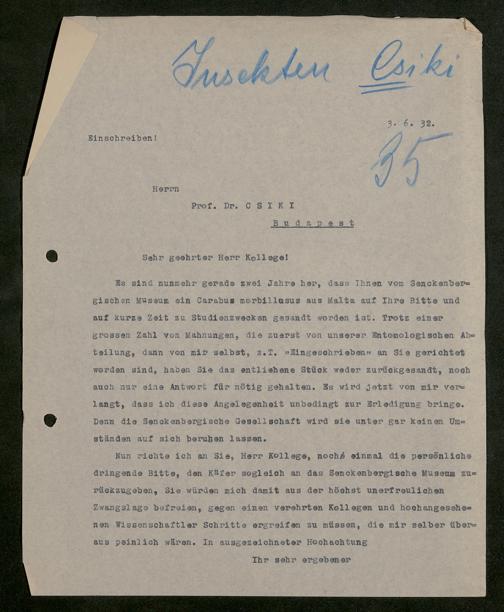 Insekten Csiki
3. 6. 32.
Einschreiben!
35
Herrn
Prof. Dr. C S I K I
B u d a p e s t
Sehr geehrter Herr Kollege!
Es sind nunmehr gerade zwei Jahre her, dass Ihnen vom Senckenber=
gischen Museum ein Carabus morbillusus aus Malta auf Ihre Bitte und
auf kurze Zeit zu Studienzwecken gesandt worden ist. Trotz einer
grossen Zahl von Mahnungen, die zuerst von unserer Entomologischen Ab=
teilung, dann von mir selbst, z.T. "Eingeschrieben" an Sie gerichtet
worden sind, haben Sie das entliehene Stück weder zurückgesandt, noch
auch nur eine Antwort für nötig gehalten. Es wird jetzt von mir ver=
langt, dass ich diese Angelegenheit unbedingt zur Erledigung bringe.
Denn die Senckenbergische Gesellschaft wird sie unter gar keinen Um=
ständen auf sich beruhen lassen.
Nun richte ich an Sie, Herr Kollege, noch einmal die persönliche
dringende Bitte, den Käfer sogleich an das Senckenbergische Museum zu=
rückzugeben, Sie würden mich damit aus der höchst unerfreulichen
Zwangslage befreien, gegen einen verehrten Kollegen und hochangesehe=
nen Wissenschaftler Schritte ergreifen zu müssen, die mir selber über=
aus peinlich wären. In ausgezeichneter Hochachtung
Ihr sehr ergebener